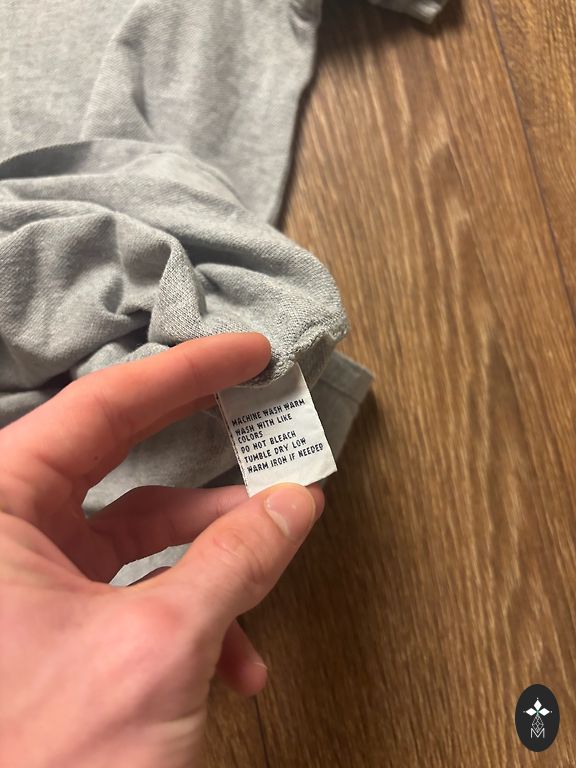 MACHINE WASH WARM
WASH WITH LIKE
COLORS
DO NOT BLEACH
TUMBLE DRY LOW
WARM IRON IF NEEDED
M